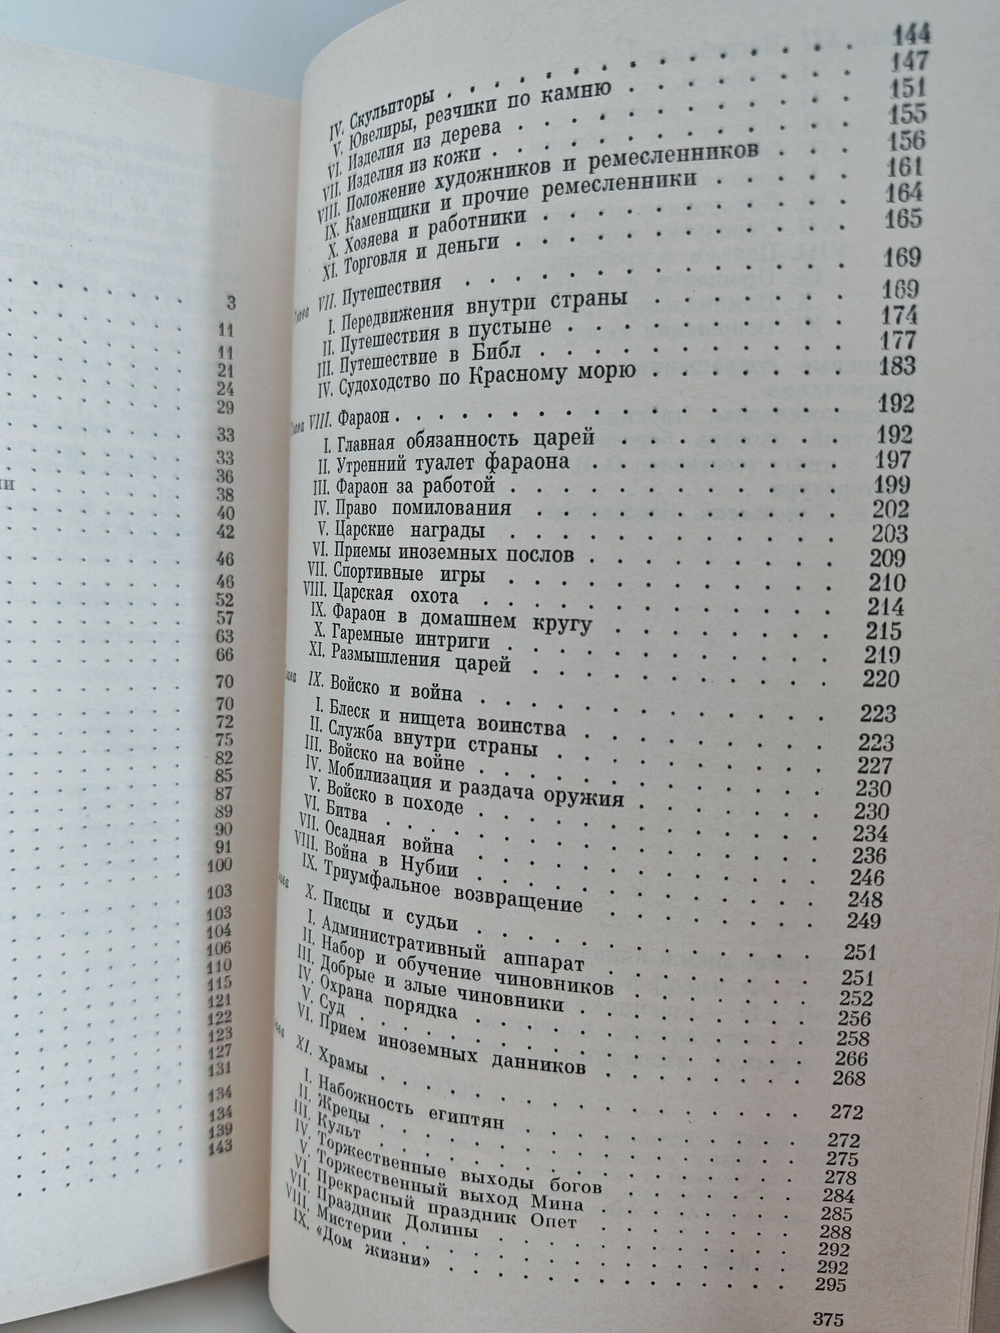 3
11
11
21
24
29
33
33
36
38
40
42
46
46
52
57
63
66
70
70
72
75
82
85
87
89
90
91
100
103
103
104
106
110
115
121
122
123
127
131
134
134
139
143
IV. Скульпторы . . . 144
V. Ювелиры, резчики по камню . . . 147
VI. Изделия из дерева . . . 151
VII. Изделия из кожи . . . 155
VIII. Положение художников и ремесленников . . . 156
IX. Каменщики и прочие ремесленники . . . 161
X. Хозяева и работники . . . 164
XI. Торговля и деньги . . . 165
Глава VII. Путешествия . . . 169
I. Передвижения внутри страны . . . 169
II. Путешествия в пустыне . . . 174
III. Путешествие в Библ . . . 177
IV. Судоходство по Красному морю . . . 183
Глава VIII. Фараон . . . 192
I. Главная обязанность царей . . . 192
II. Утренний туалет фараона . . . 197
III. Фараон за работой . . . 199
IV. Право помилования . . . 202
V. Царские награды . . . 203
VI. Приемы иноземных послов . . . 209
VII. Спортивные игры . . . 210
VIII. Царская охота . . . 214
IX. Фараон в домашнем кругу . . . 215
X. Гаремные интриги . . . 219
XI. Размышления царей . . . 220
Глава IX. Войско и война . . . 223
I. Блеск и нищета воинства . . . 223
II. Служба внутри страны . . . 227
III. Войско на войне . . . 230
IV. Мобилизация и раздача оружия . . . 230
V. Войско в походе . . . 234
VI. Битва . . . 236
VII. Осадная война . . . 246
VIII. Война в Нубии . . . 248
IX. Триумфальное возвращение . . . 249
X. Писцы и судьи . . . 251
I. Административный аппарат . . . 251
II. Набор и обучение чиновников . . . 252
III. Добрые и злые чиновники . . . 256
IV. Охрана порядка . . . 258
V. Суд . . . 266
VI. Прием иноземных данников . . . 268
XI. Храмы . . . 272
I. Набожность египтян . . . 272
II. Жрецы . . . 275
III. Культ . . . 278
IV. Торжественные выходы богов . . . 284
V. Торжественный выход Мина . . . 285
VI. Прекрасный праздник Опет . . . 288
VII. Праздник Долины . . . 292
VIII. Мистерии . . . 292
IX. «Дом жизни» . . . 295
375